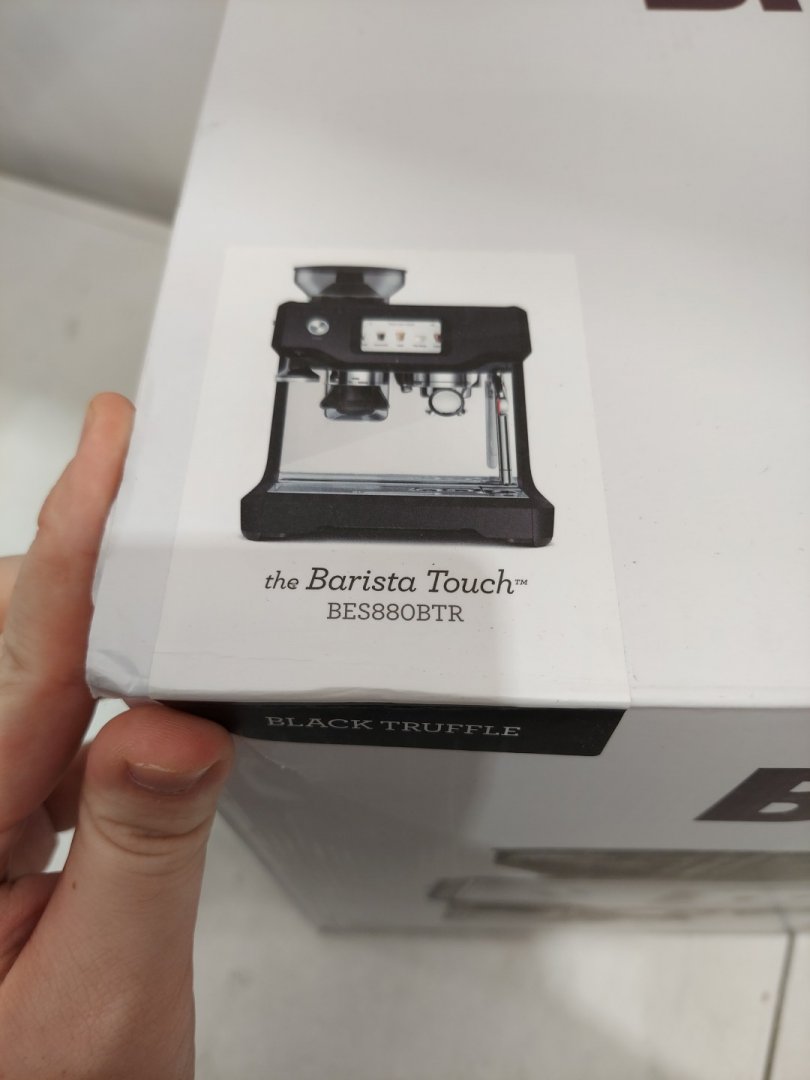 the Barista Touch™
BES880BTR
BLACK TRUFFLE